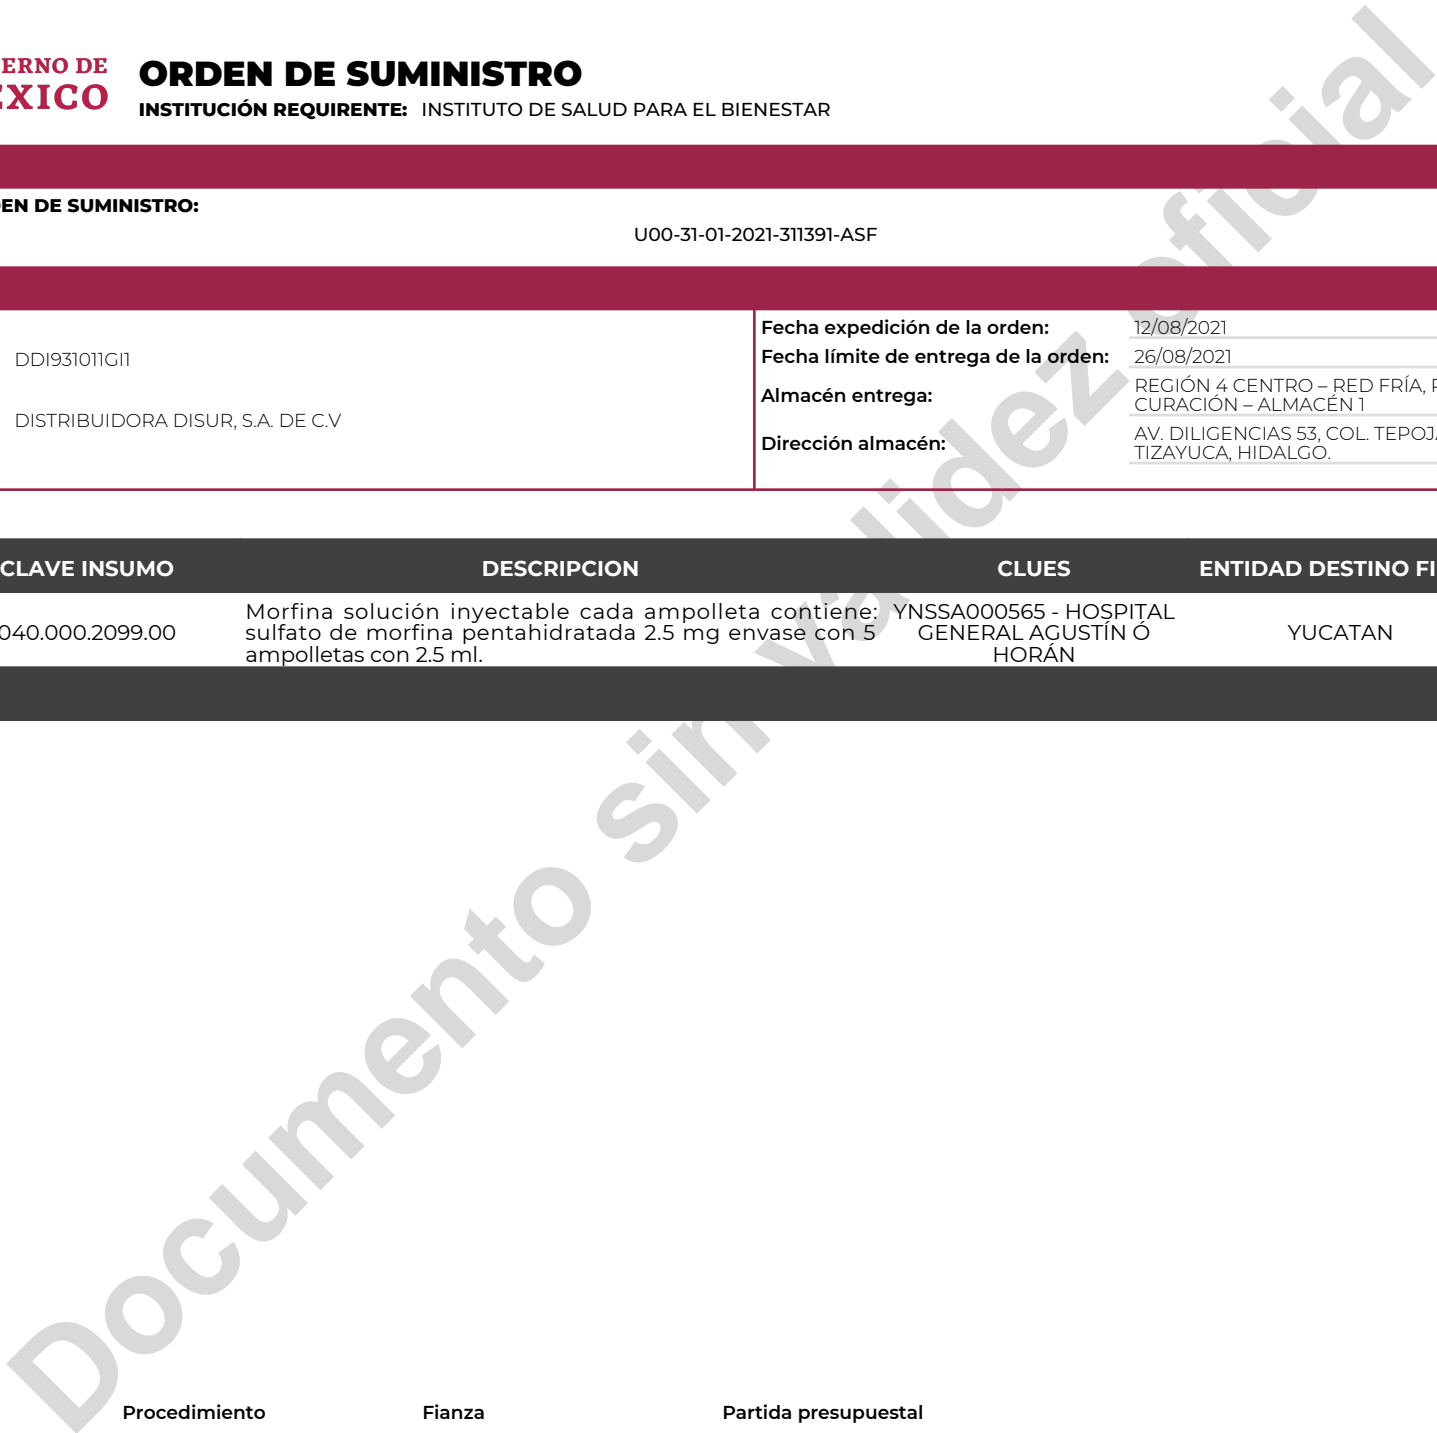 ERNO DE
EXICO
ORDEN DE SUMINISTRO
INSTITUCIÓN REQUIRENTE: INSTITUTO DE SALUD PARA EL BIENESTAR
EN DE SUMINISTRO:
U00-31-01-2021-311391-ASF
DDI931011GI1
DISTRIBUIDORA DISUR, S.A. DE C.V
Fecha expedición de la orden: 12/08/2021
Fecha límite de entrega de la orden: 26/08/2021
Almacén entrega: REGIÓN 4 CENTRO – RED FRÍA,
CURACIÓN – ALMACÉN 1
Dirección almacén: AV. DILIGENCIAS 53, COL. TEPOJ
TIZAYUCA, HIDALGO.
CLAVE INSUMO DESCRIPCION CLUES ENTIDAD DESTINO FI
040.000.2099.00
Morfina solución inyectable cada ampolleta contiene:
sulfato de morfina pentahidratada 2.5 mg envase con 5
ampolletas con 2.5 ml.
YNSSA000565 - HOSPITAL
GENERAL AGUSTÍN Ó
HORÁN
YUCATAN
Documento sin validez oficial
Procedimiento Fianza Partida presupuestal